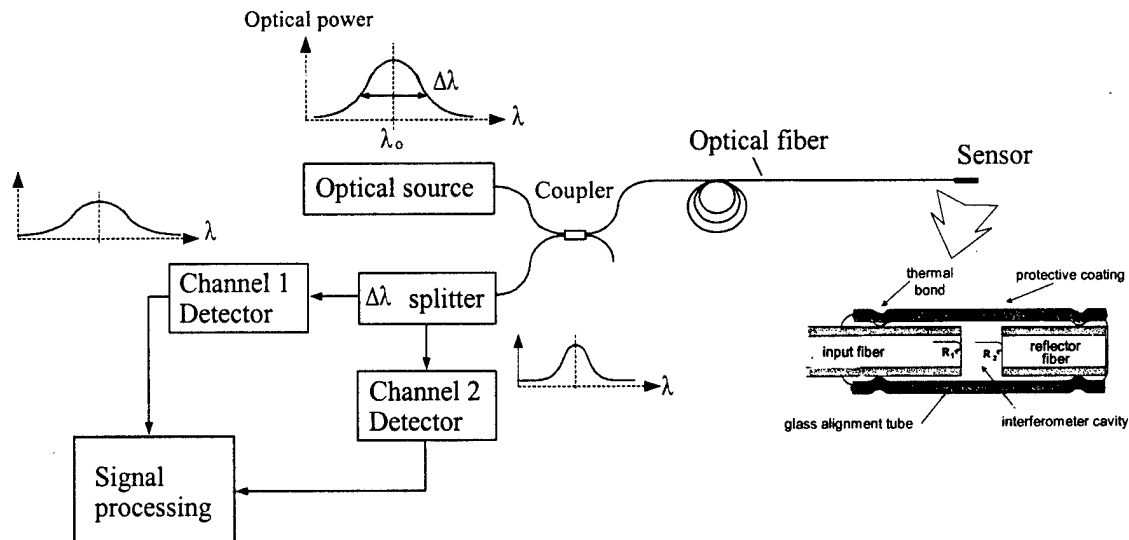 Optical power
Δλ
λ
λo
Optical fiber
Sensor
Optical source
Coupler
λ
Channel 1
Detector
Δλ splitter
thermal
bond
protective coating
input fiber
R1
R2
reflector
fiber
λ
Channel 2
Detector
glass alignment tube
interferometer cavity
Signal
processing